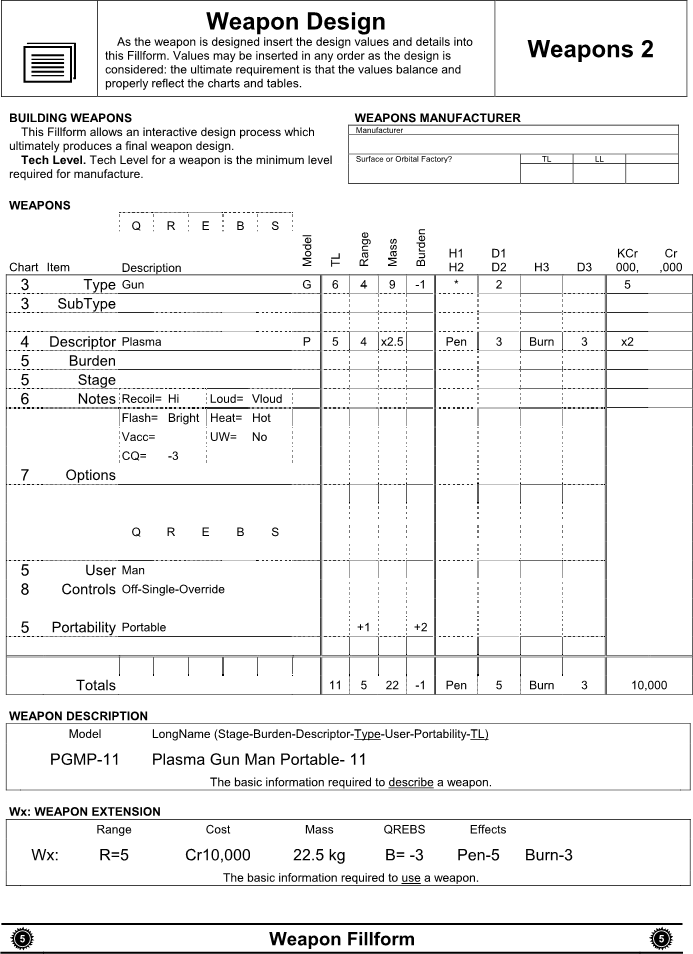 Weapon Design
As the weapon is designed insert the design values and details into
this Fillform. Values may be inserted in any order as the design is
considered: the ultimate requirement is that the values balance and
properly reflect the charts and tables.
Weapons 2
BUILDING WEAPONS
This Fillform allows an interactive design process which
ultimately produces a final weapon design.
Tech Level. Tech Level for a weapon is the minimum level
required for manufacture.
WEAPONS MANUFACTURER
Manufacturer
Surface or Orbital Factory? TL LL
WEAPONS
Q R E B S
Model TL Range Mass Burden
H1 D1 KCr Cr
Chart Item Description H2 D2 H3 D3 000, ,000
3 Type Gun G 6 4 9 -1 * 2 5
3 SubType
4 Descriptor Plasma P 5 4 x2.5 Pen 3 Burn 3 x2
5 Burden
5 Stage
6 Notes Recoil= Hi Loud= Vloud
Flash= Bright Heat= Hot
Vacc= UW= No
CQ= -3
7 Options
Q R E B S
5 User Man
8 Controls Off-Single-Override
5 Portability Portable +1 +2
Totals 11 5 22 -1 Pen 5 Burn 3 10,000
WEAPON DESCRIPTION
Model LongName (Stage-Burden-Descriptor-Type-User-Portability-TL)
PGMP-11 Plasma Gun Man Portable- 11
The basic information required to describe a weapon.
Wx: WEAPON EXTENSION
Range Cost Mass QREBS Effects
Wx: R=5 Cr10,000 22.5 kg B= -3 Pen-5 Burn-3
The basic information required to use a weapon.
5 Weapon Fillform 5